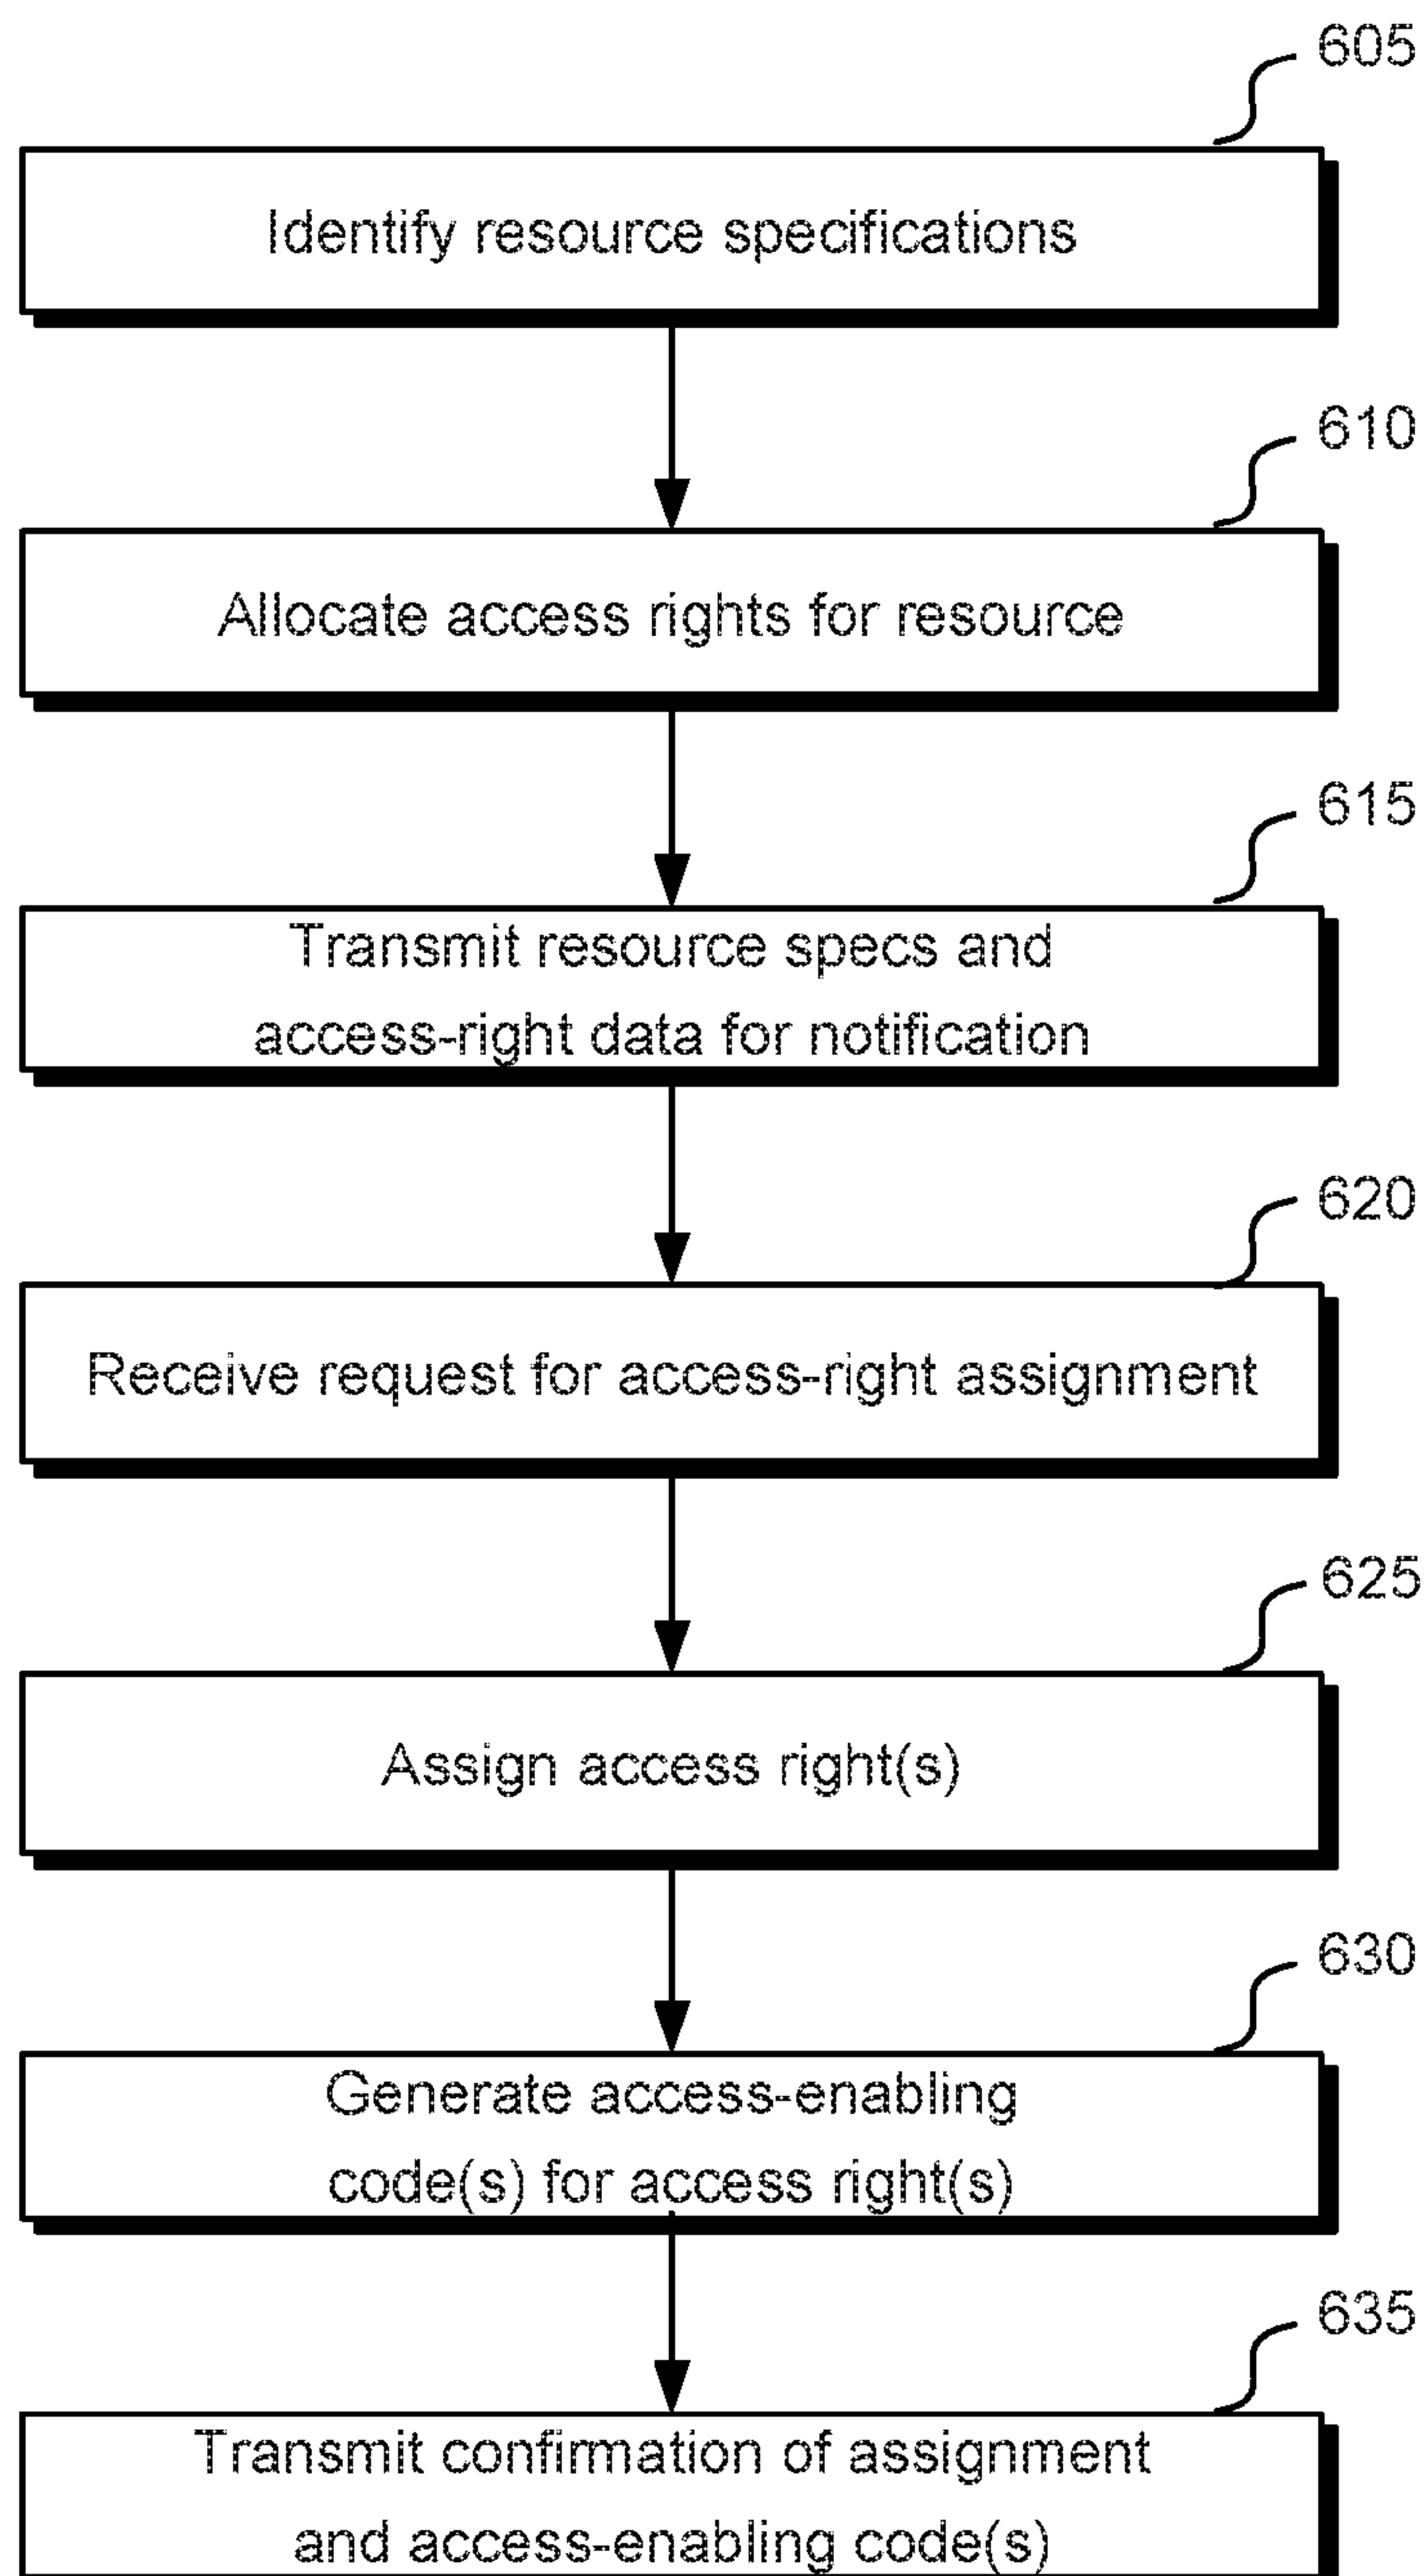 605
Identify resource specifications
610
Allocate access rights for resource
615
Transmit resource specs and
access-right data for notification
620
Receive request for access-right assignment
625
Assign access right(s)
630
Generate access-enabling
code(s) for access right(s)
635
Transmit confirmation of assignment
and access-enabling code(s)